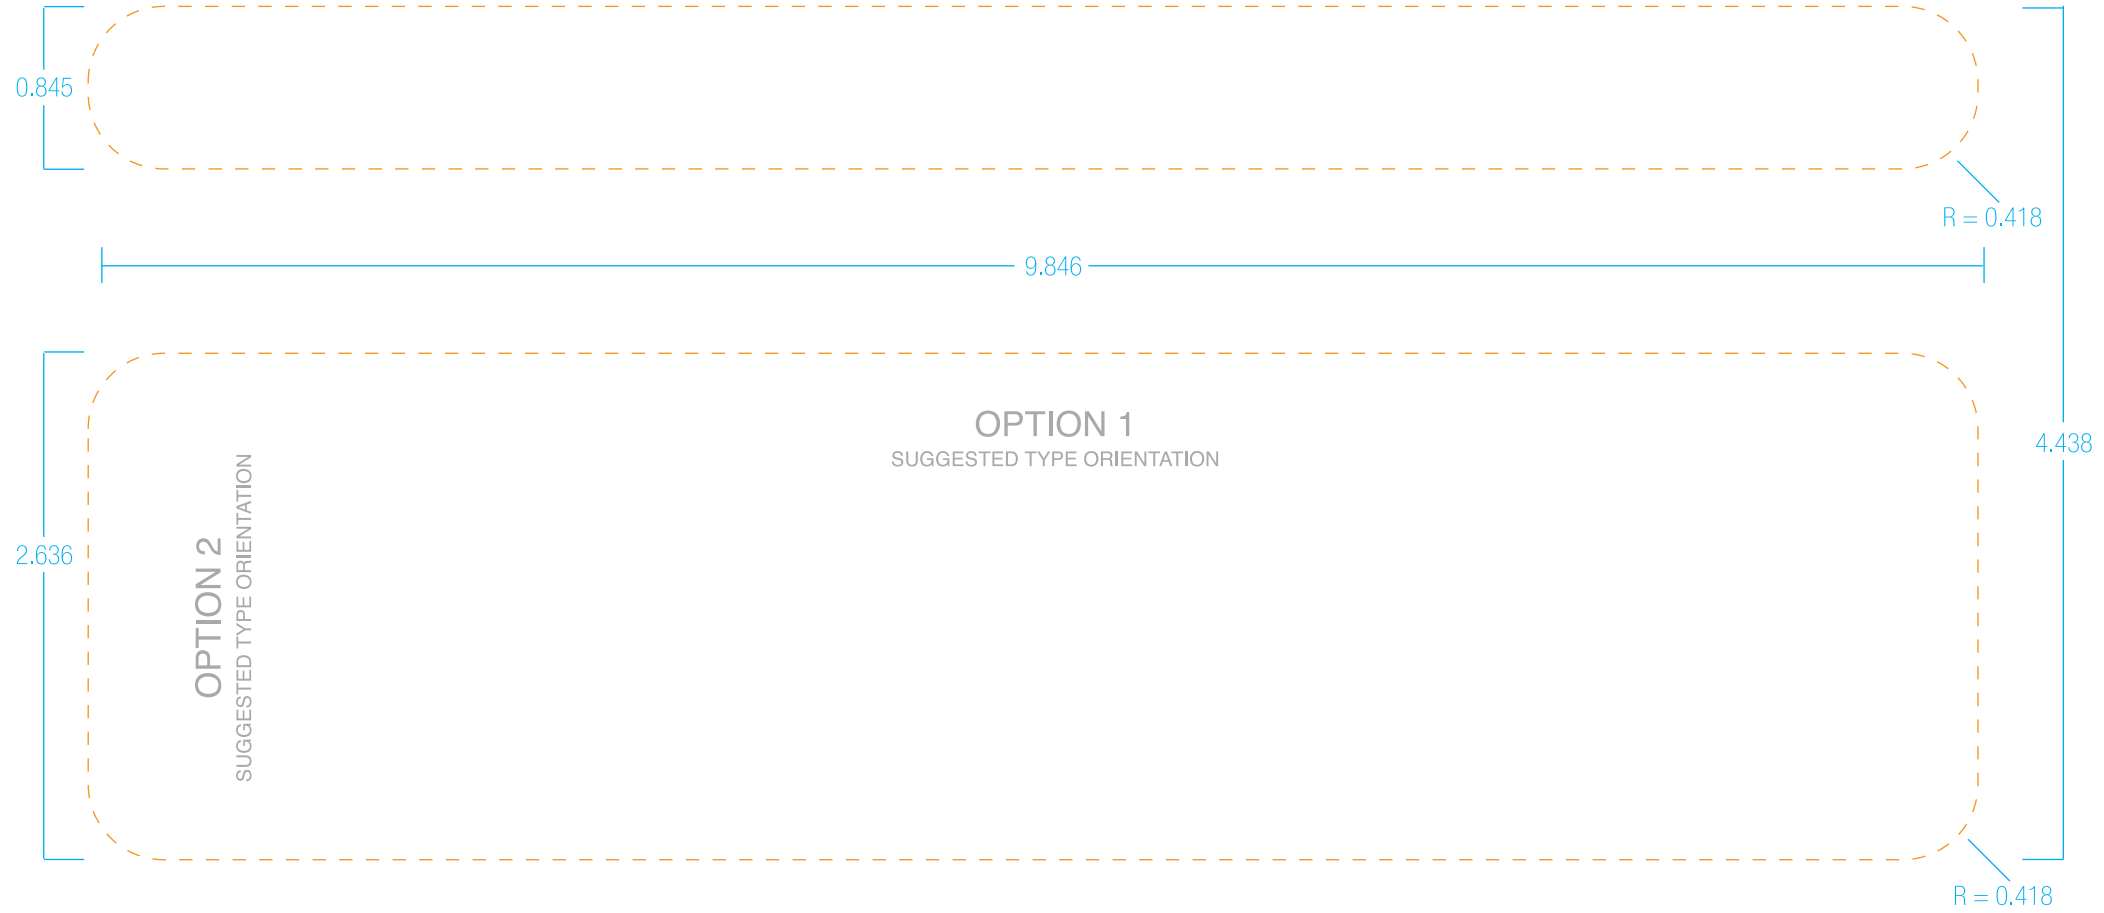 0.845
R = 0.418
9.846
OPTION 1
SUGGESTED TYPE ORIENTATION
4.438
OPTION 2
SUGGESTED TYPE ORIENTATION
2.636
R = 0.418